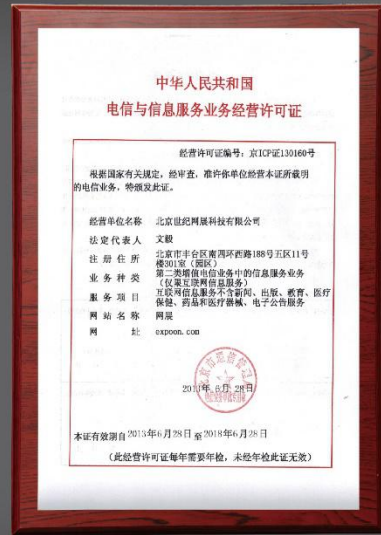 中华人民共和国
电信与信息服务业务经营许可证
经营许可证编号：京ICP证130160号
根据国家有关规定，经审查，准许你单位经营本证所载明
的电信业务，特颁发此证。
经营单位名称 北京世纪网展科技有限公司
法定代表人 文毅
注册住所 北京市丰台区南四环西路188号五区11号
楼301室（园区）
业务种类 第二类增值电信业务中的信息服务业务
（仅限互联网信息服务）
服务项目 互联网信息服务不含新闻、出版、教育、医疗
保健、药品和医疗器械、电子公告服务
网站名称 网展
网址 expoon.com
2013年6月28日
本证有效期自2013年6月28日至2018年6月28日
（此经营许可证每年需要年检，未经年检此证无效）